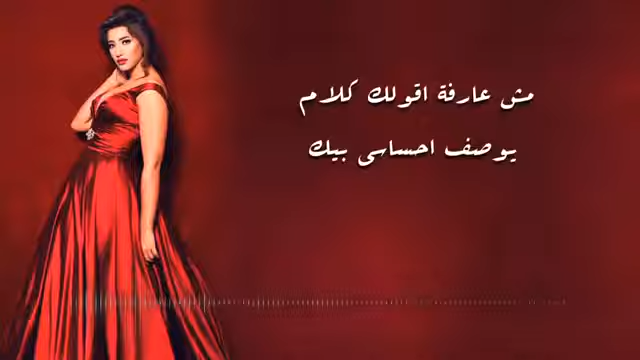 مش عارفة اقولك كلام
يوصف احساسى بيك